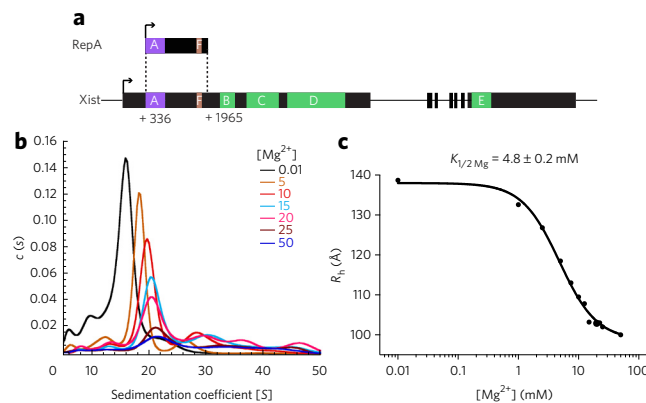 a
RepA
A
F
Xist
A
F
B
C
D
E
+ 336
+ 1965
b
[Mg2+]
0.01
5
10
15
20
25
50
0.16
0.14
0.12
0.10
0.08
0.06
0.04
0.02
c (s)
0 10 20 30 40 50
Sedimentation coefficient [S]
c
K1/2 Mg = 4.8 ± 0.2 mM
140
130
120
110
100
Rh (Å)
0.01 0.1 1 10 100
[Mg2+] (mM)